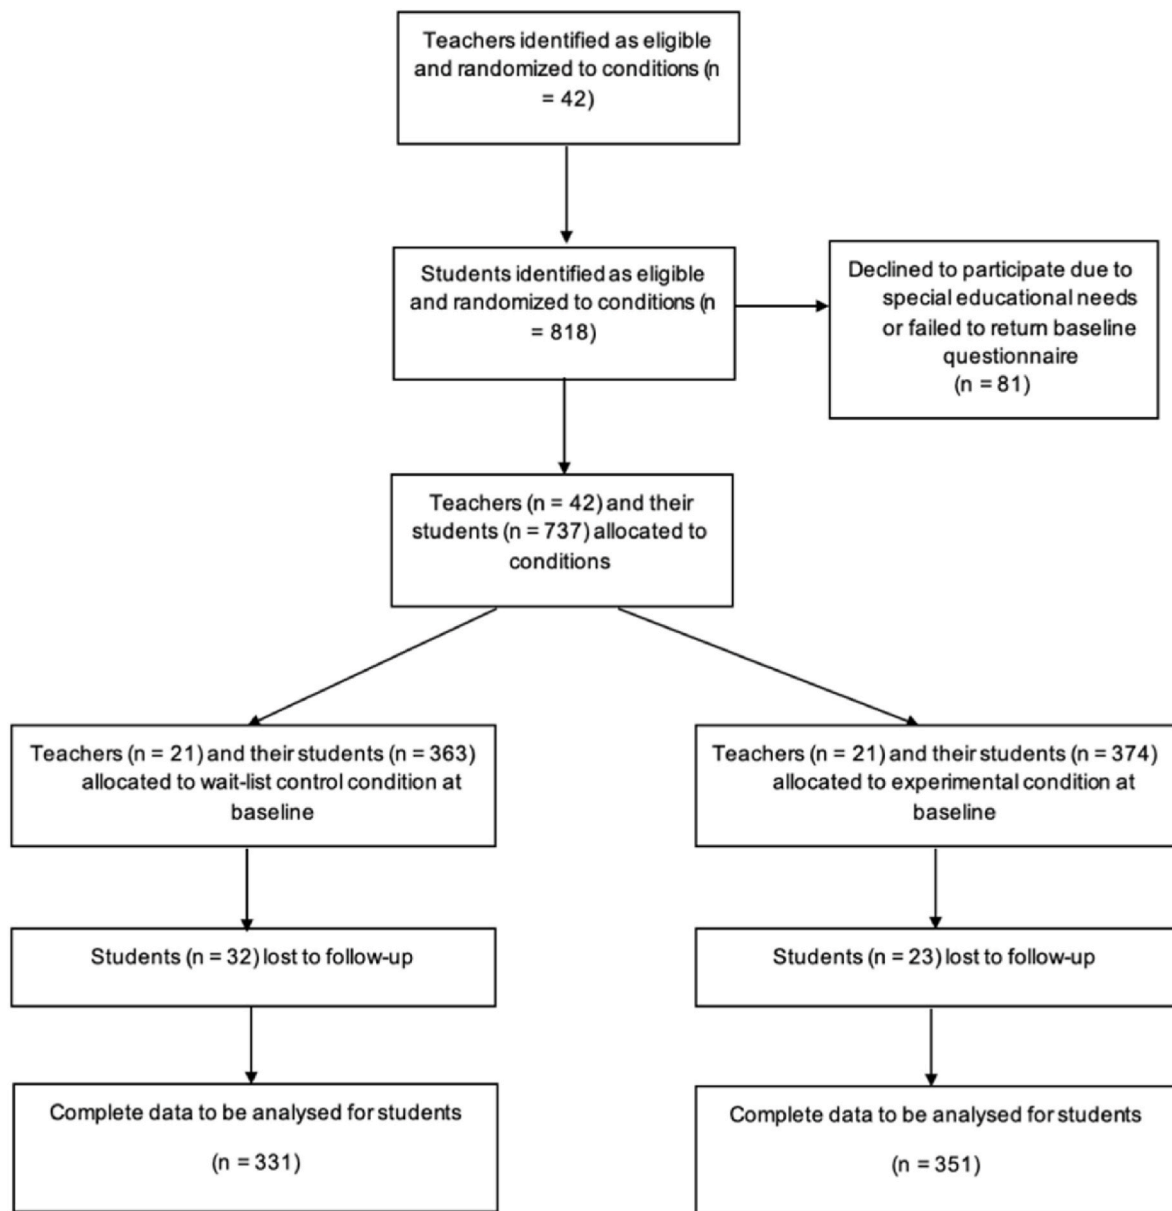 Teachers identified as eligible
and randomized to conditions (n
= 42)
Students identified as eligible
and randomized to conditions (n
= 818)
Declined to participate due to
special educational needs
or failed to return baseline
questionnaire
(n = 81)
Teachers (n = 42) and their
students (n = 737) allocated to
conditions
Teachers (n = 21) and their students (n = 363)
allocated to wait-list control condition at
baseline
Teachers (n = 21) and their students (n = 374)
allocated to experimental condition at
baseline
Students (n = 32) lost to follow-up
Students (n = 23) lost to follow-up
Complete data to be analysed for students
(n = 331)
Complete data to be analysed for students
(n = 351)